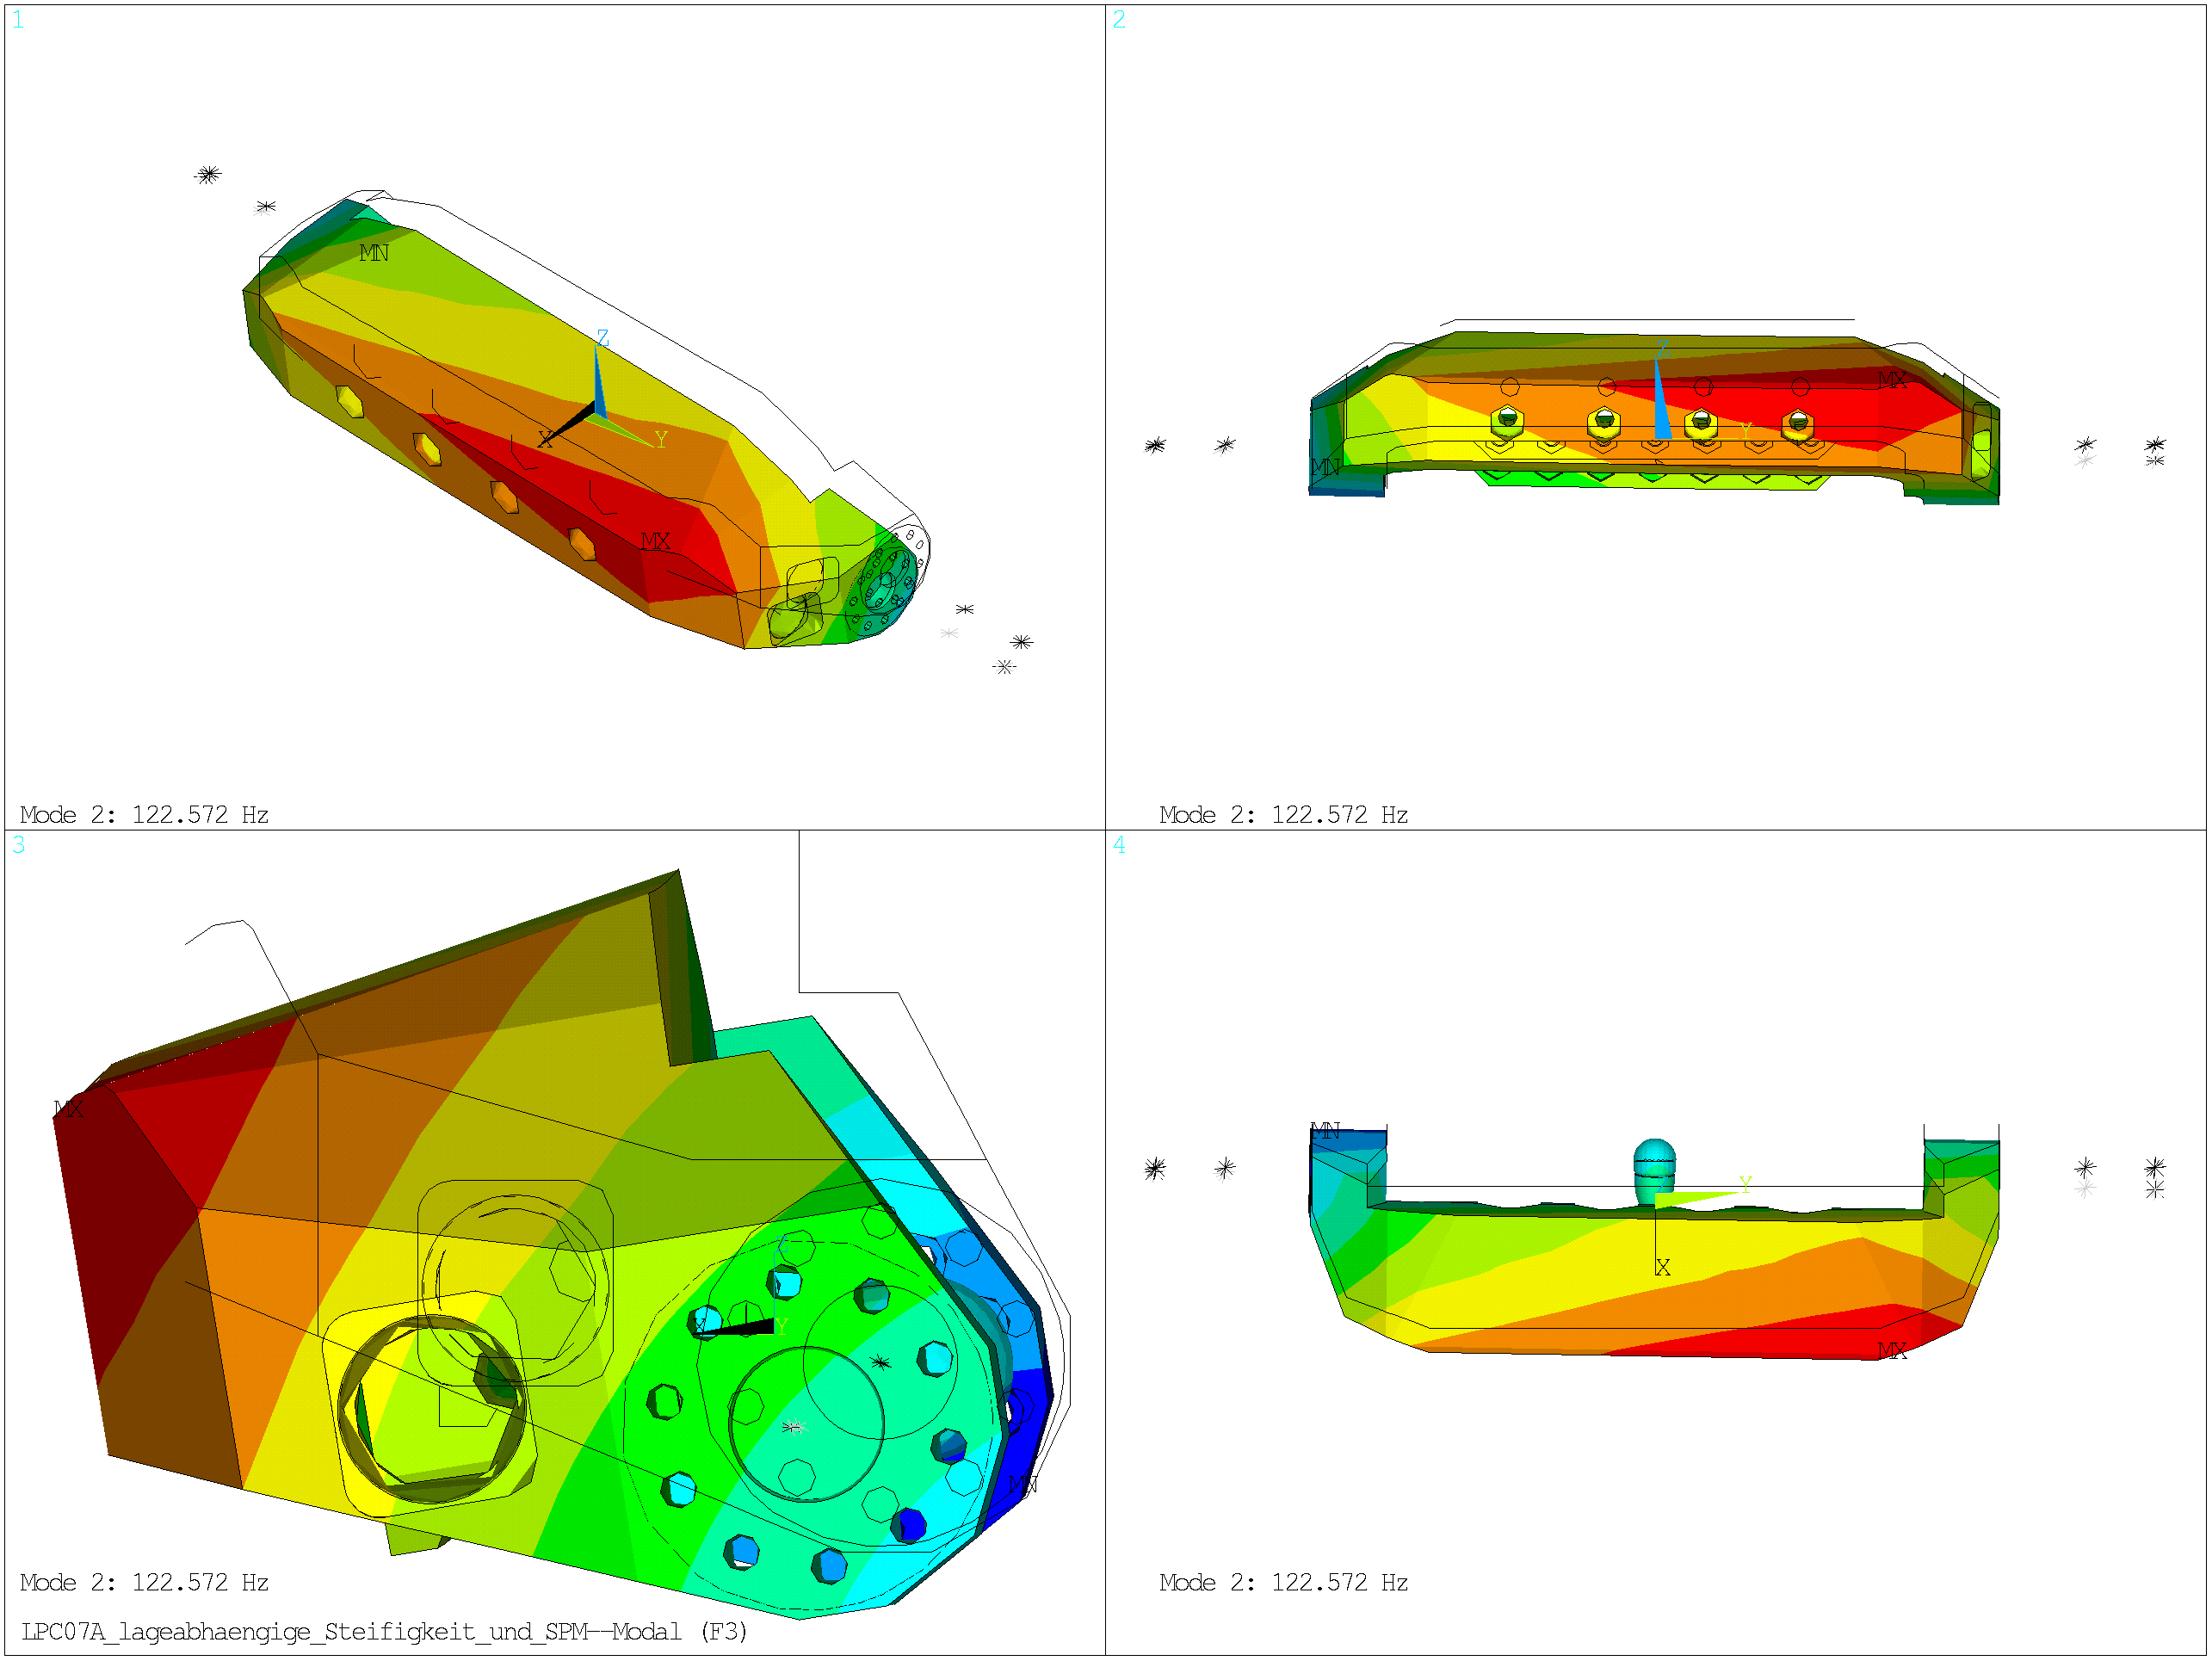 1
MN
Z
X
Y
MX
Mode 2: 122.572 Hz
2
Z
MX
Y
MN
Mode 2: 122.572 Hz
3
MX
Z
X
Y
MN
Mode 2: 122.572 Hz
LPC07A_lageabhaengige_Steifigkeit_und_SPM--Modal (F3)
4
MN
Y
X
MX
Mode 2: 122.572 Hz